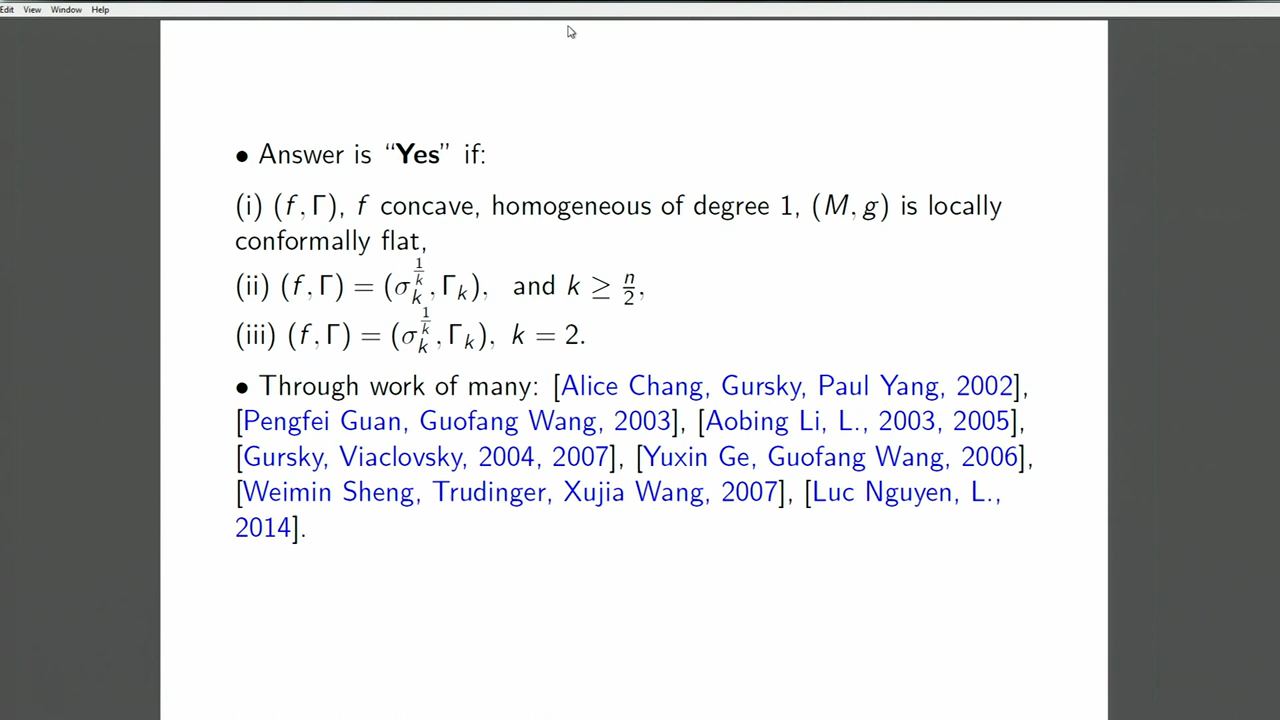 Edit View Window Help
• Answer is “Yes” if:
(i) (f, Γ), f concave, homogeneous of degree 1, (M, g) is locally
conformally flat,
(ii) (f, Γ) = (σ_k^{1/k}, Γ_k), and k ≥ n/2,
(iii) (f, Γ) = (σ_k^{1/k}, Γ_k), k = 2.
• Through work of many: [Alice Chang, Gursky, Paul Yang, 2002],
[Pengfei Guan, Guofang Wang, 2003], [Aobing Li, L., 2003, 2005],
[Gursky, Viaclovsky, 2004, 2007], [Yuxin Ge, Guofang Wang, 2006],
[Weimin Sheng, Trudinger, Xujia Wang, 2007], [Luc Nguyen, L.,
2014].